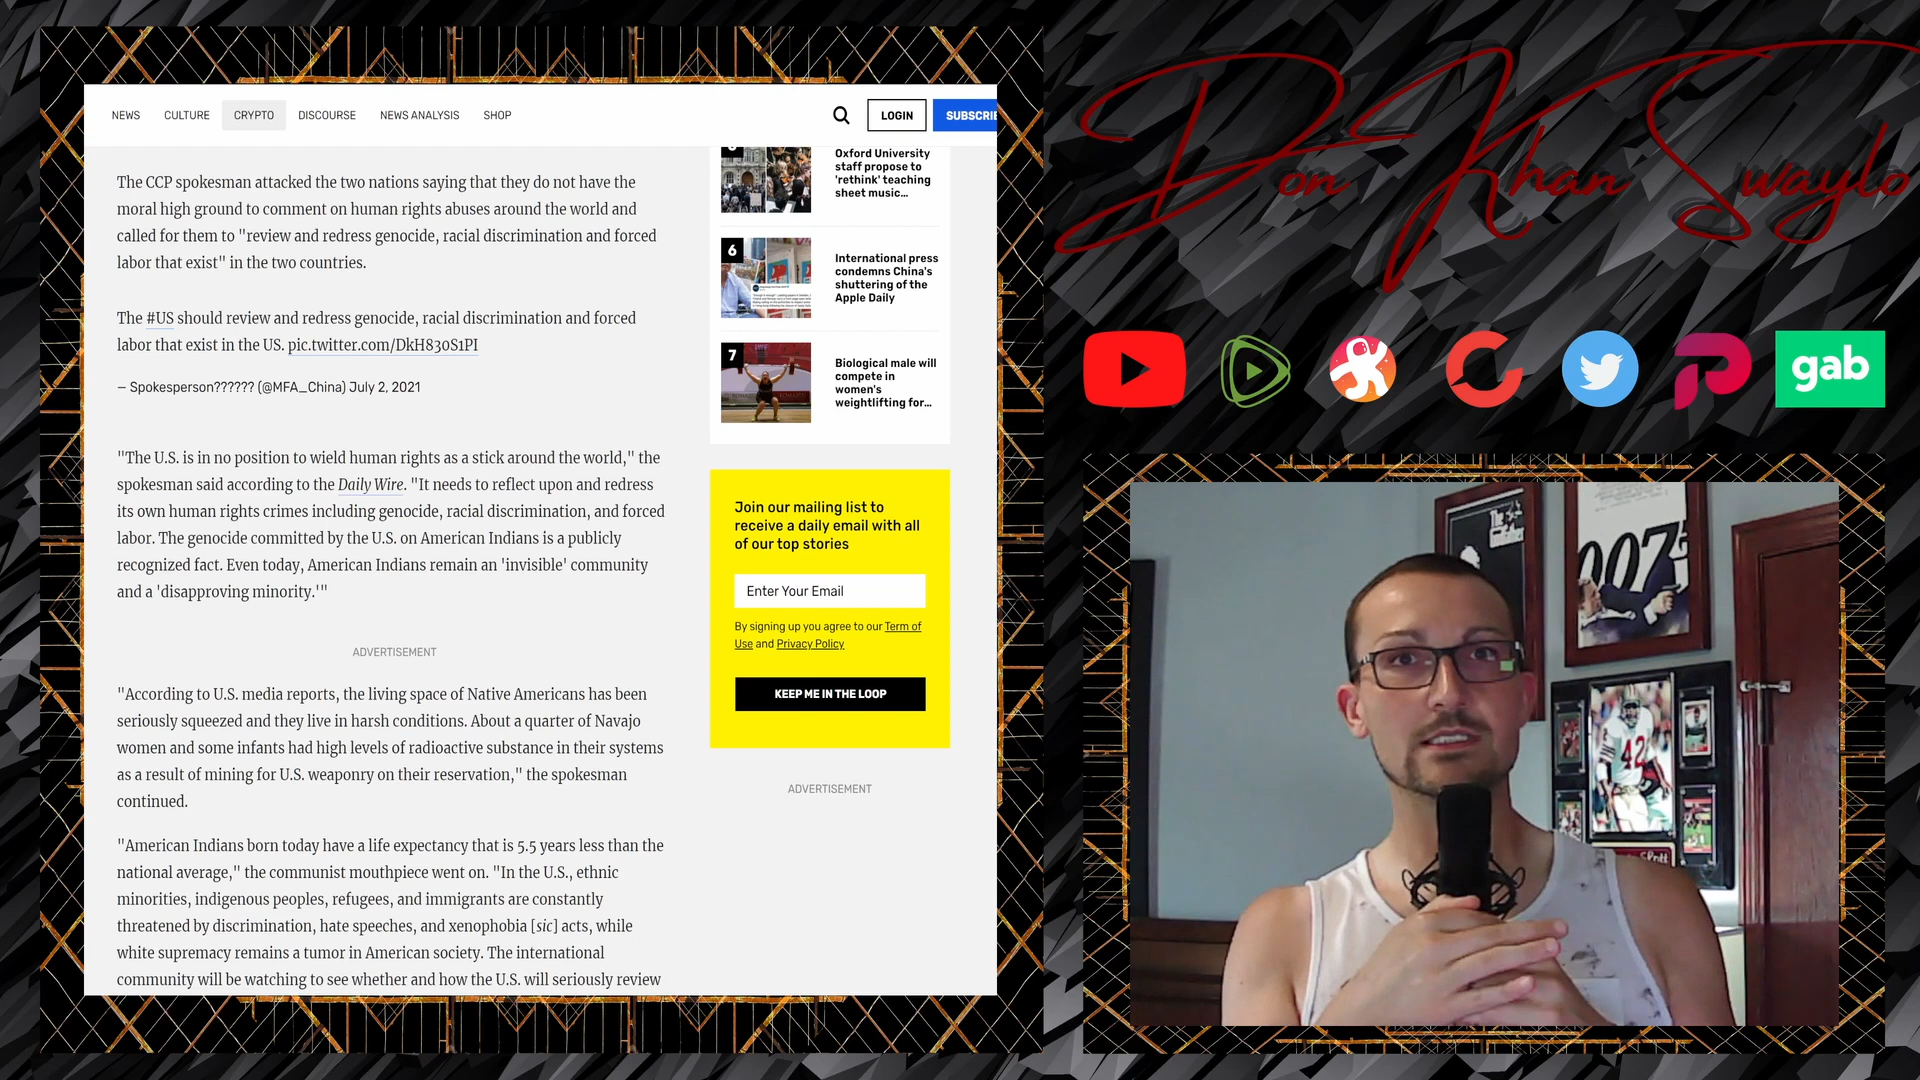 NEWS CULTURE CRYPTO DISCOURSE NEWS ANALYSIS SHOP LOGIN SUBSCRIB
The CCP spokesman attacked the two nations saying that they do not have the
moral high ground to comment on human rights abuses around the world and
called for them to "review and redress genocide, racial discrimination and forced
labor that exist" in the two countries.
The #US should review and redress genocide, racial discrimination and forced
labor that exist in the US. pic.twitter.com/DkH830S1PI
— Spokesperson?????? (@MFA_China) July 2, 2021
"The U.S. is in no position to wield human rights as a stick around the world," the
spokesman said according to the Daily Wire. "It needs to reflect upon and redress
its own human rights crimes including genocide, racial discrimination, and forced
labor. The genocide committed by the U.S. on American Indians is a publicly
recognized fact. Even today, American Indians remain an 'invisible' community
and a 'disapproving minority.'"
ADVERTISEMENT
"According to U.S. media reports, the living space of Native Americans has been
seriously squeezed and they live in harsh conditions. About a quarter of Navajo
women and some infants had high levels of radioactive substance in their systems
as a result of mining for U.S. weaponry on their reservation," the spokesman
continued.
"American Indians born today have a life expectancy that is 5.5 years less than the
national average," the communist mouthpiece went on. "In the U.S., ethnic
minorities, indigenous peoples, refugees, and immigrants are constantly
threatened by discrimination, hate speeches, and xenophobia [sic] acts, while
white supremacy remains a tumor in American society. The international
community will be watching to see whether and how the U.S. will seriously review
Oxford University
staff propose to
'rethink' teaching
sheet music...
6
International press
condemns China's
shuttering of the
Apple Daily
7
Biological male will
compete in
women's
weightlifting for...
Join our mailing list to
receive a daily email with all
of our top stories
Enter Your Email
By signing up you agree to our Term of
Use and Privacy Policy
KEEP ME IN THE LOOP
ADVERTISEMENT
Don Khan Swaylo
gab
The
Godfather
007
42